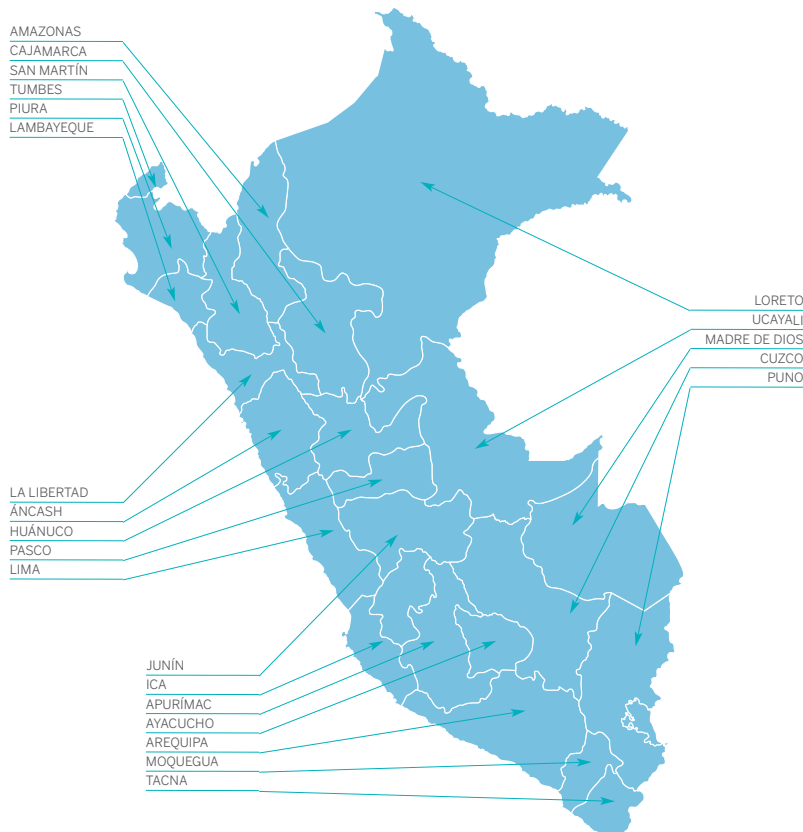 AMAZONAS
CAJAMARCA
SAN MARTÍN
TUMBES
PIURA
LAMBAYEQUE
LORETO
UCAYALI
MADRE DE DIOS
CUZCO
PUNO
LA LIBERTAD
ÁNCASH
HUÁNUCO
PASCO
LIMA
JUNÍN
ICA
APURÍMAC
AYACUCHO
AREQUIPA
MOQUEGUA
TACNA